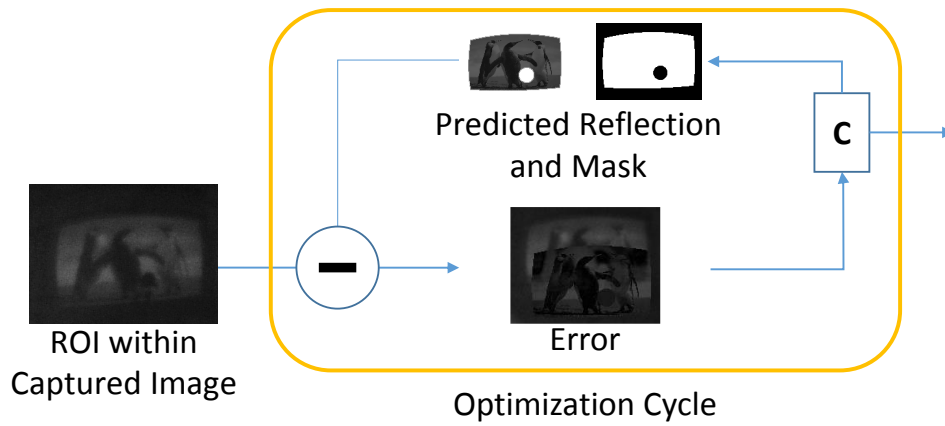 Predicted Reflection
and Mask
C
ROI within
Captured Image
Error
Optimization Cycle